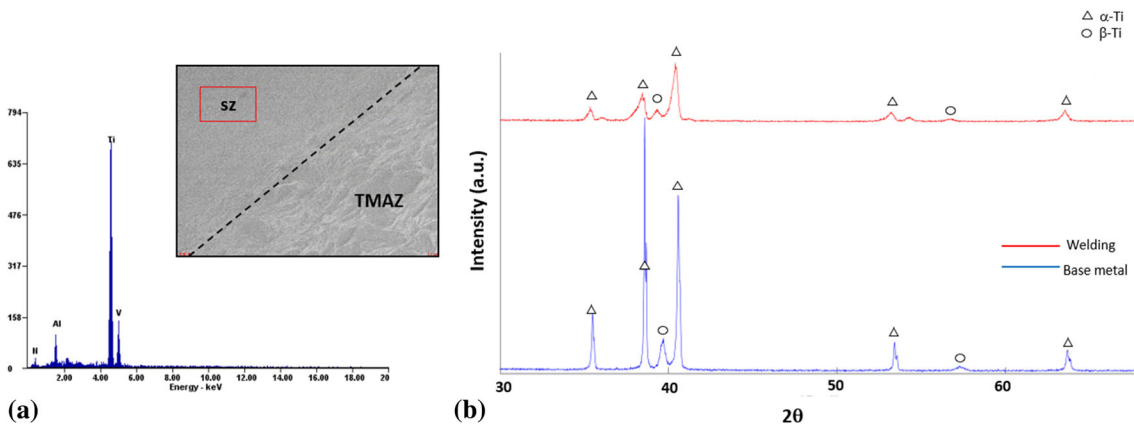 △ α-Ti
○ β-Ti
SZ
TMAZ
794
635
476
317
158
0
Ti
V
Al
N
2.00 4.00 6.00 8.00 10.00 12.00 14.00 16.00 18.00 20
Energy - keV
(a)
Intensity (a.u.)
Welding
Base metal
30 40 50 60
2θ
(b)